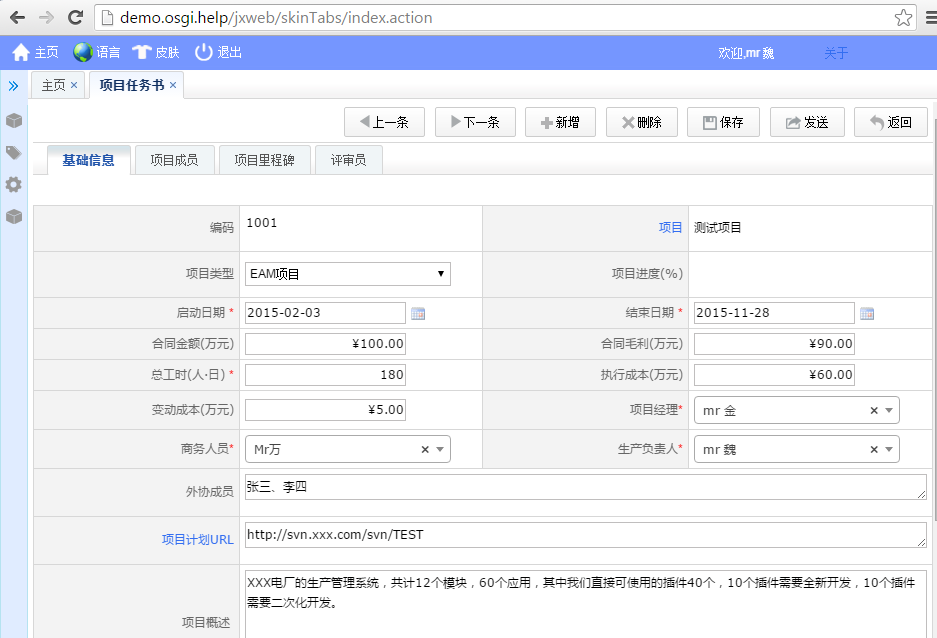 demo.osgi.help/jxweb/skinTabs/index.action
主页 语言 皮肤 退出 欢迎,mr 魏 关于
主页 × 项目任务书 ×
上一条 下一条 新增 删除 保存 发送 返回
基础信息 项目成员 项目里程碑 评审员
编码 1001 项目 测试项目
项目类型 EAM项目 项目进度(%)
启动日期 * 2015-02-03 结束日期 * 2015-11-28
合同金额(万元) ¥100.00 合同毛利(万元) ¥90.00
总工时(人·日) * 180 执行成本(万元) ¥60.00
变动成本(万元) ¥5.00 项目经理* mr 金 ×
商务人员* Mr万 × 生产负责人* mr 魏 ×
外协成员 张三、李四
项目计划URL http://svn.xxx.com/svn/TEST
项目概述 XXX电厂的生产管理系统，共计12个模块，60个应用，其中我们直接可使用的插件40个，10个插件需要全新开发，10个插件
需要二次化开发。